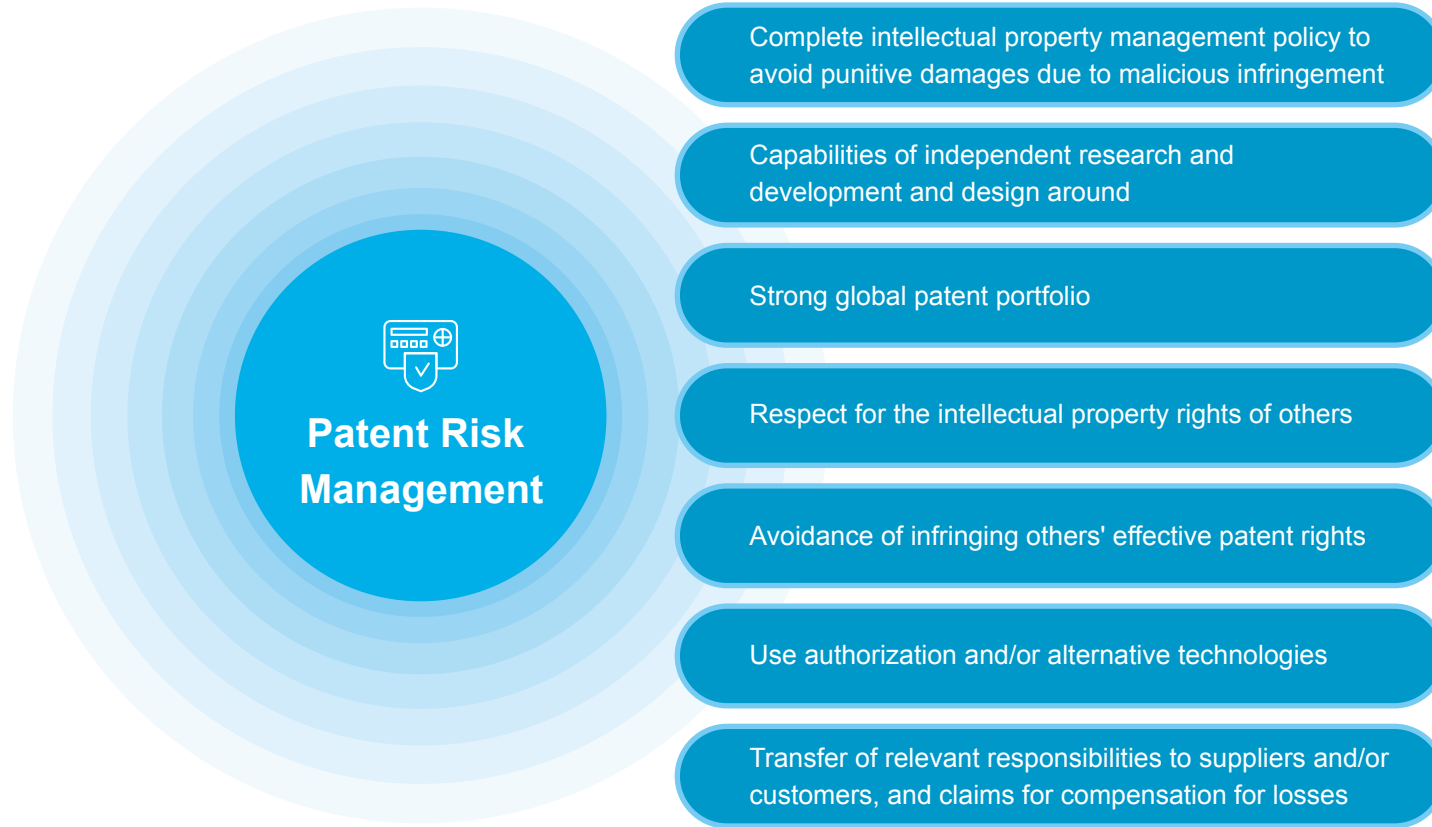 Patent Risk
Management
Complete intellectual property management policy to
avoid punitive damages due to malicious infringement
Capabilities of independent research and
development and design around
Strong global patent portfolio
Respect for the intellectual property rights of others
Avoidance of infringing others' effective patent rights
Use authorization and/or alternative technologies
Transfer of relevant responsibilities to suppliers and/or
customers, and claims for compensation for losses